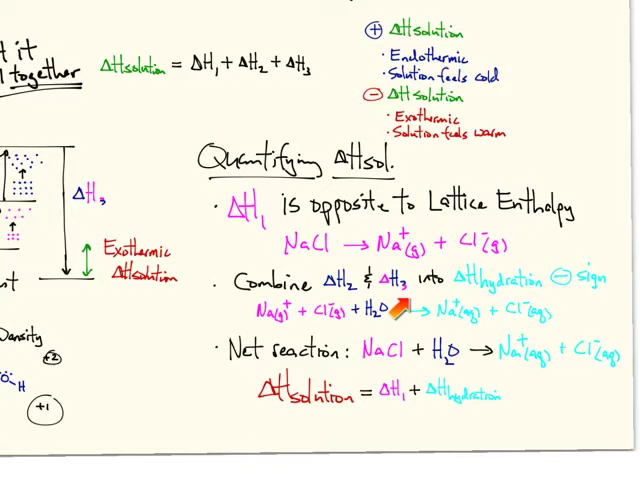 it
together
ΔHsolution = ΔH₁ + ΔH₂ + ΔH₃
+ ΔHsolution
• Endothermic
• Solution feels cold
− ΔHsolution
• Exothermic
• Solution feels warm
ΔH₃
Exothermic
ΔHsolution
Density
+2
O H
+1
Quantifying ΔHsol.
• ΔH₁ is opposite to Lattice Enthalpy
NaCl → Na⁺(g) + Cl⁻(g)
• Combine ΔH₂ & ΔH₃ into ΔHhydration − sign
Na(g)⁺ + Cl⁻(g) + H₂O → Na⁺(aq) + Cl⁻(aq)
• Net reaction: NaCl + H₂O → Na⁺(aq) + Cl⁻(aq)
ΔHsolution = ΔH₁ + ΔHhydration